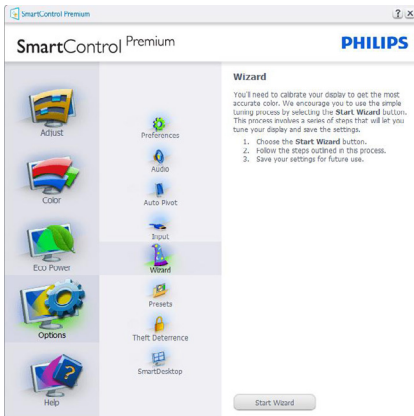 SmartControl Premium
SmartControl Premium
PHILIPS
Adjust
Color
Eco Power
Options
Help
Preferences
Audio
Auto Pivot
Input
Wizard
Presets
Theft Deterrence
SmartDesktop
Wizard
You'll need to calibrate your display to get the most
accurate color. We encourage you to use the simple
tuning process by selecting the Start Wizard button.
This process involves a series of steps that will let you
tune your display and save the settings.
1. Choose the Start Wizard button.
2. Follow the steps outlined in this process.
3. Save your settings for future use.
Start Wizard